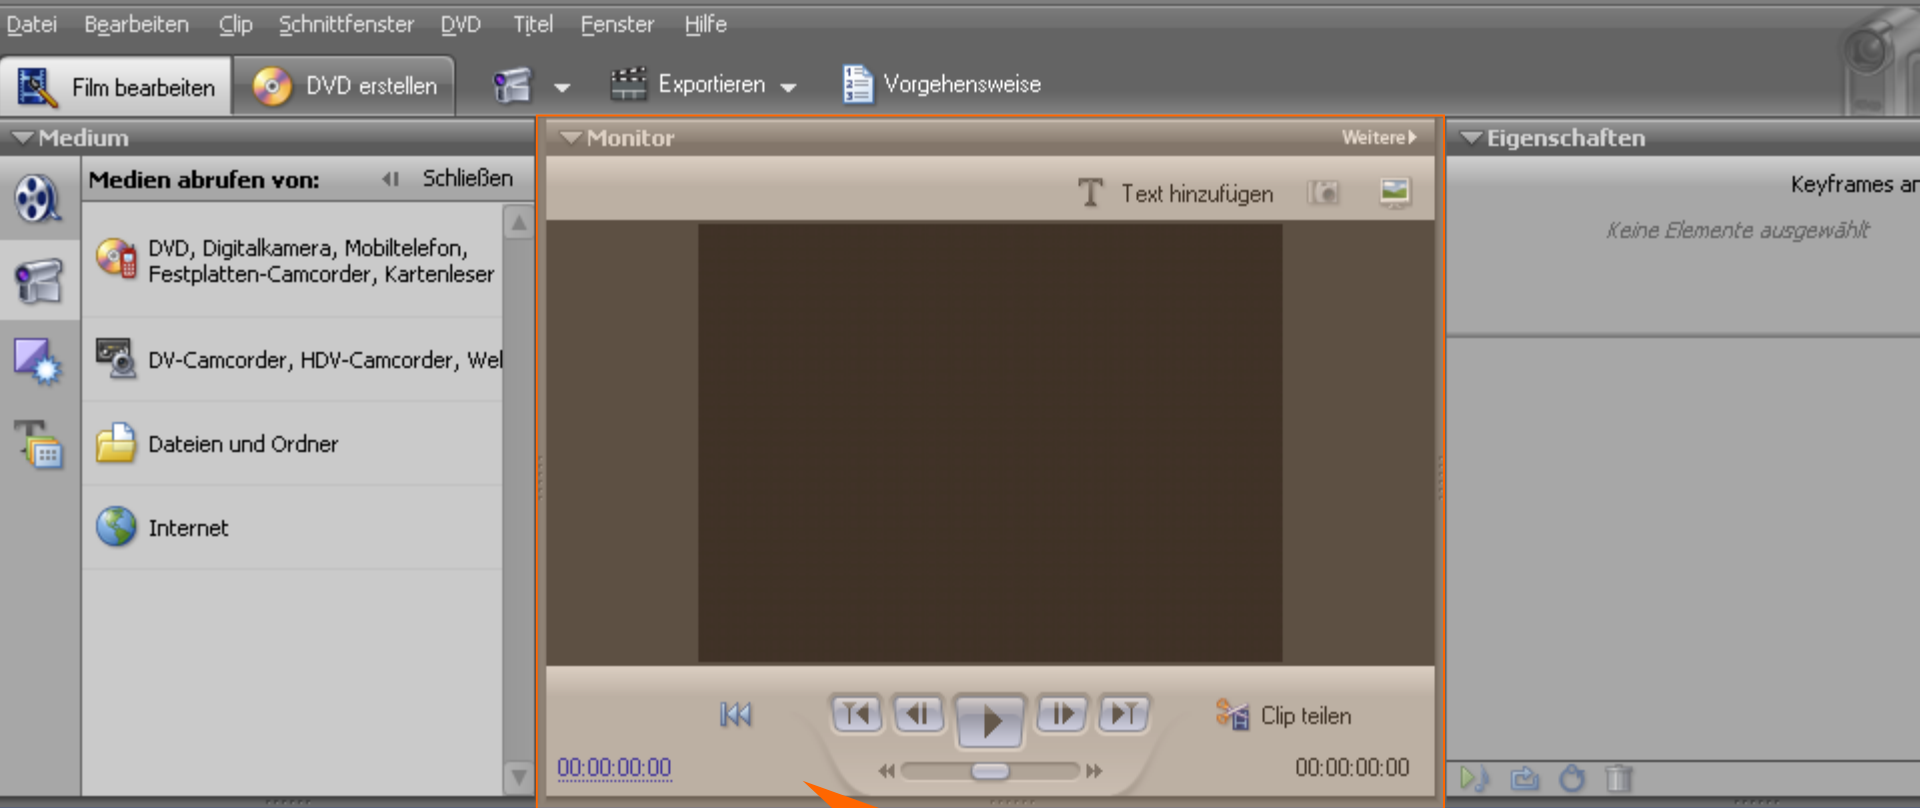 Datei Bearbeiten Clip Schnittfenster DVD Titel Fenster Hilfe
Film bearbeiten DVD erstellen Exportieren Vorgehensweise
Medium
Medien abrufen von: Schließen
DVD, Digitalkamera, Mobiltelefon,
Festplatten-Camcorder, Kartenleser
DV-Camcorder, HDV-Camcorder,
Dateien und Ordner
Internet
Monitor Weitere
Text hinzufügen
Clip teilen
00:00:00:00 00:00:00:00
Eigenschaften
Keyframes
Keine Elemente ausgewählt